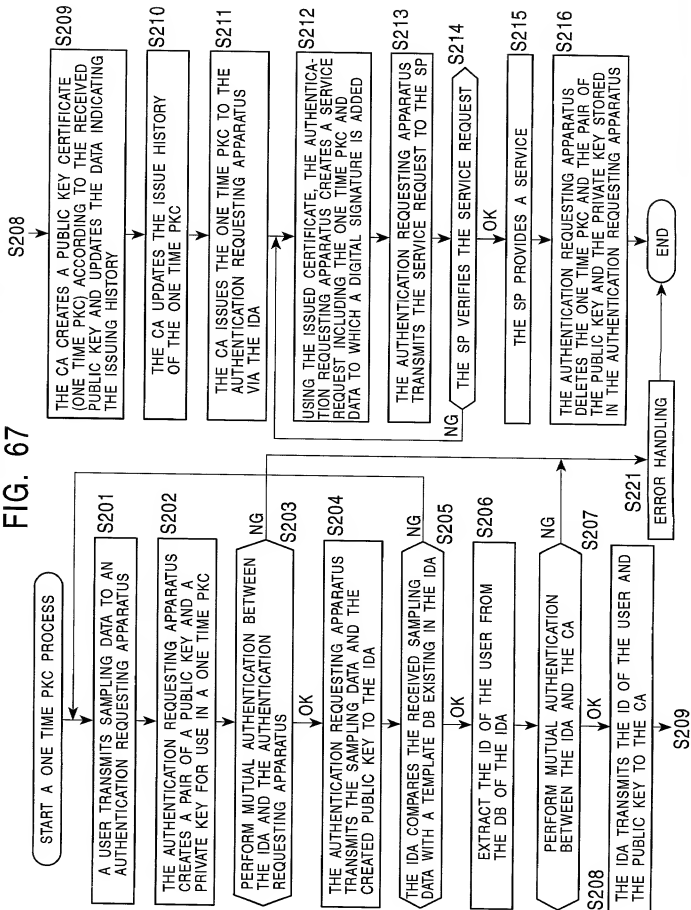 FIG. 67
START A ONE TIME PKC PROCESS
S201
A USER TRANSMITS SAMPLING DATA TO AN
AUTHENTICATION REQUESTING APPARATUS
S202
THE AUTHENTICATION REQUESTING APPARATUS
CREATES A PAIR OF A PUBLIC KEY AND A
PRIVATE KEY FOR USE IN A ONE TIME PKC
NG
S203
PERFORM MUTUAL AUTHENTICATION BETWEEN
THE IDA AND THE AUTHENTICATION
REQUESTING APPARATUS
OK
S204
THE AUTHENTICATION REQUESTING APPARATUS
TRANSMITS THE SAMPLING DATA AND THE
CREATED PUBLIC KEY TO THE IDA
NG
S205
THE IDA COMPARES THE RECEIVED SAMPLING
DATA WITH A TEMPLATE DB EXISTING IN THE IDA
OK
S206
EXTRACT THE ID OF THE USER FROM
THE DB OF THE IDA
NG
S207
PERFORM MUTUAL AUTHENTICATION
BETWEEN THE IDA AND THE CA
OK
S208
THE IDA TRANSMITS THE ID OF THE USER AND
THE PUBLIC KEY TO THE CA
S209
S208
S209
THE CA CREATES A PUBLIC KEY CERTIFICATE
(ONE TIME PKC) ACCORDING TO THE RECEIVED
PUBLIC KEY AND UPDATES THE DATA INDICATING
THE ISSUING HISTORY
S210
THE CA UPDATES THE ISSUE HISTORY
OF THE ONE TIME PKC
S211
THE CA ISSUES THE ONE TIME PKC TO THE
AUTHENTICATION REQUESTING APPARATUS
VIA THE IDA
S212
USING THE ISSUED CERTIFICATE, THE AUTHENTICA-
TION REQUESTING APPARATUS CREATES A SERVICE
REQUEST INCLUDING THE ONE TIME PKC AND
DATA TO WHICH A DIGITAL SIGNATURE IS ADDED
S213
THE AUTHENTICATION REQUESTING APPARATUS
TRANSMITS THE SERVICE REQUEST TO THE SP
S214
NG
THE SP VERIFIES THE SERVICE REQUEST
OK
S215
THE SP PROVIDES A SERVICE
S216
THE AUTHENTICATION REQUESTING APPARATUS
DELETES THE ONE TIME PKC AND THE PAIR OF
THE PUBLIC KEY AND THE PRIVATE KEY STORED
IN THE AUTHENTICATION REQUESTING APPARATUS
S221
ERROR HANDLING
END